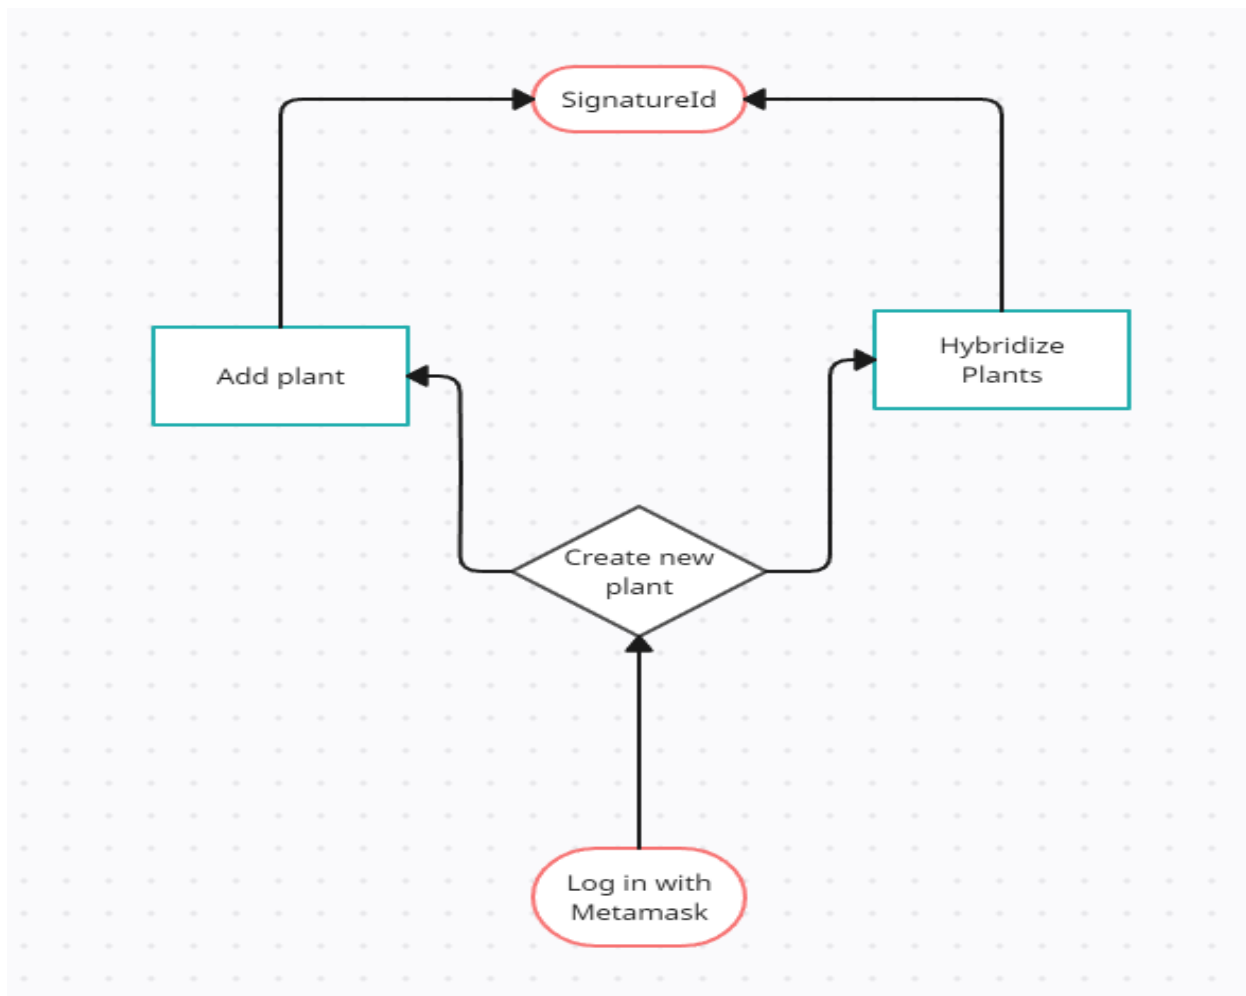 SignatureId
Add plant
Hybridize
Plants
Create new
plant
Log in with
Metamask